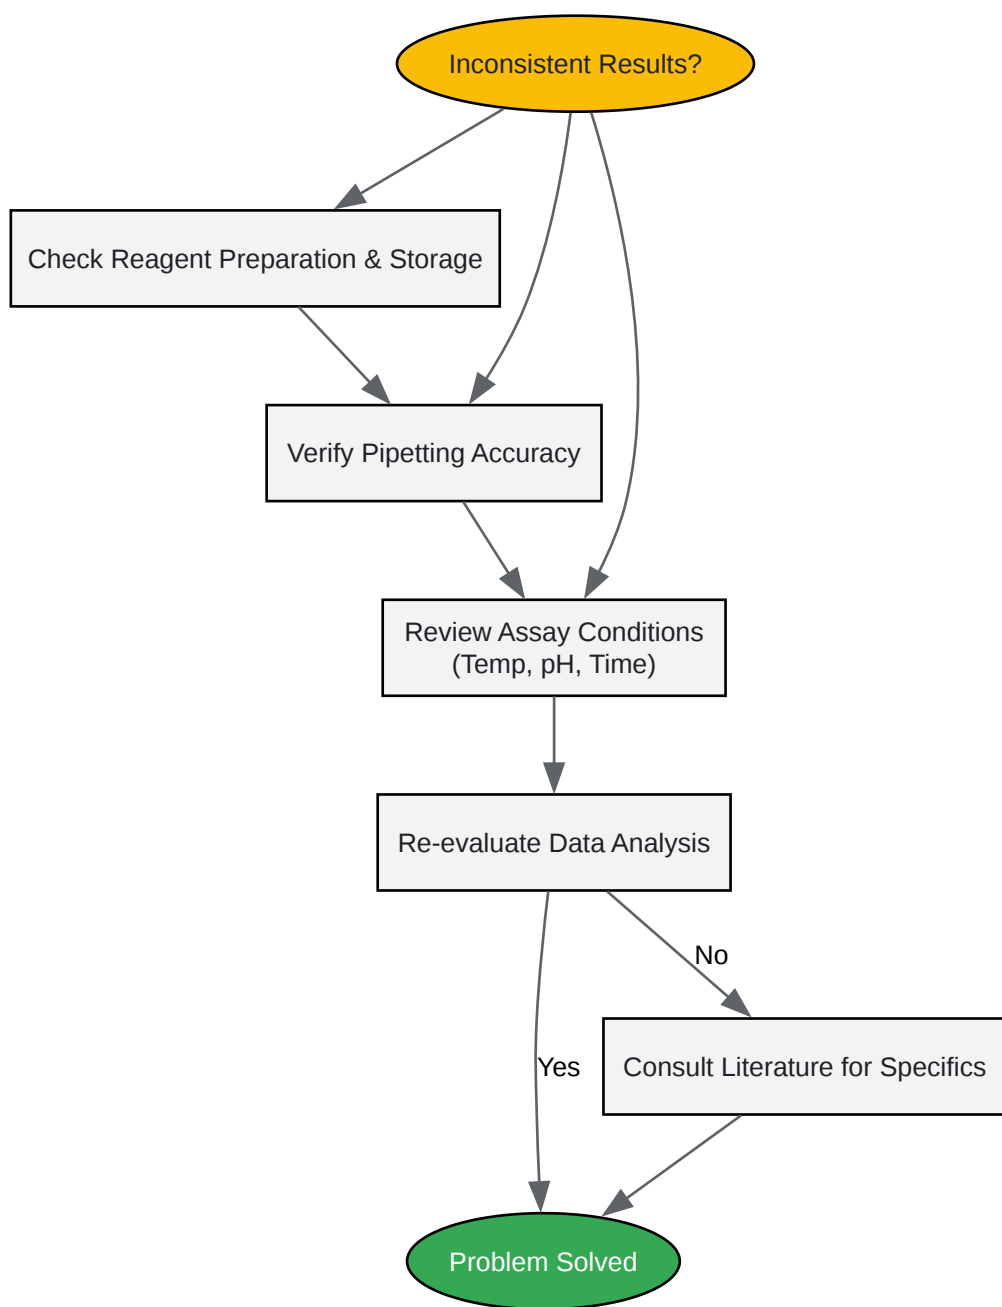 Inconsistent Results?
Check Reagent Preparation & Storage
Verify Pipetting Accuracy
Review Assay Conditions
(Temp, pH, Time)
Re-evaluate Data Analysis
No
Yes
Consult Literature for Specifics
Problem Solved